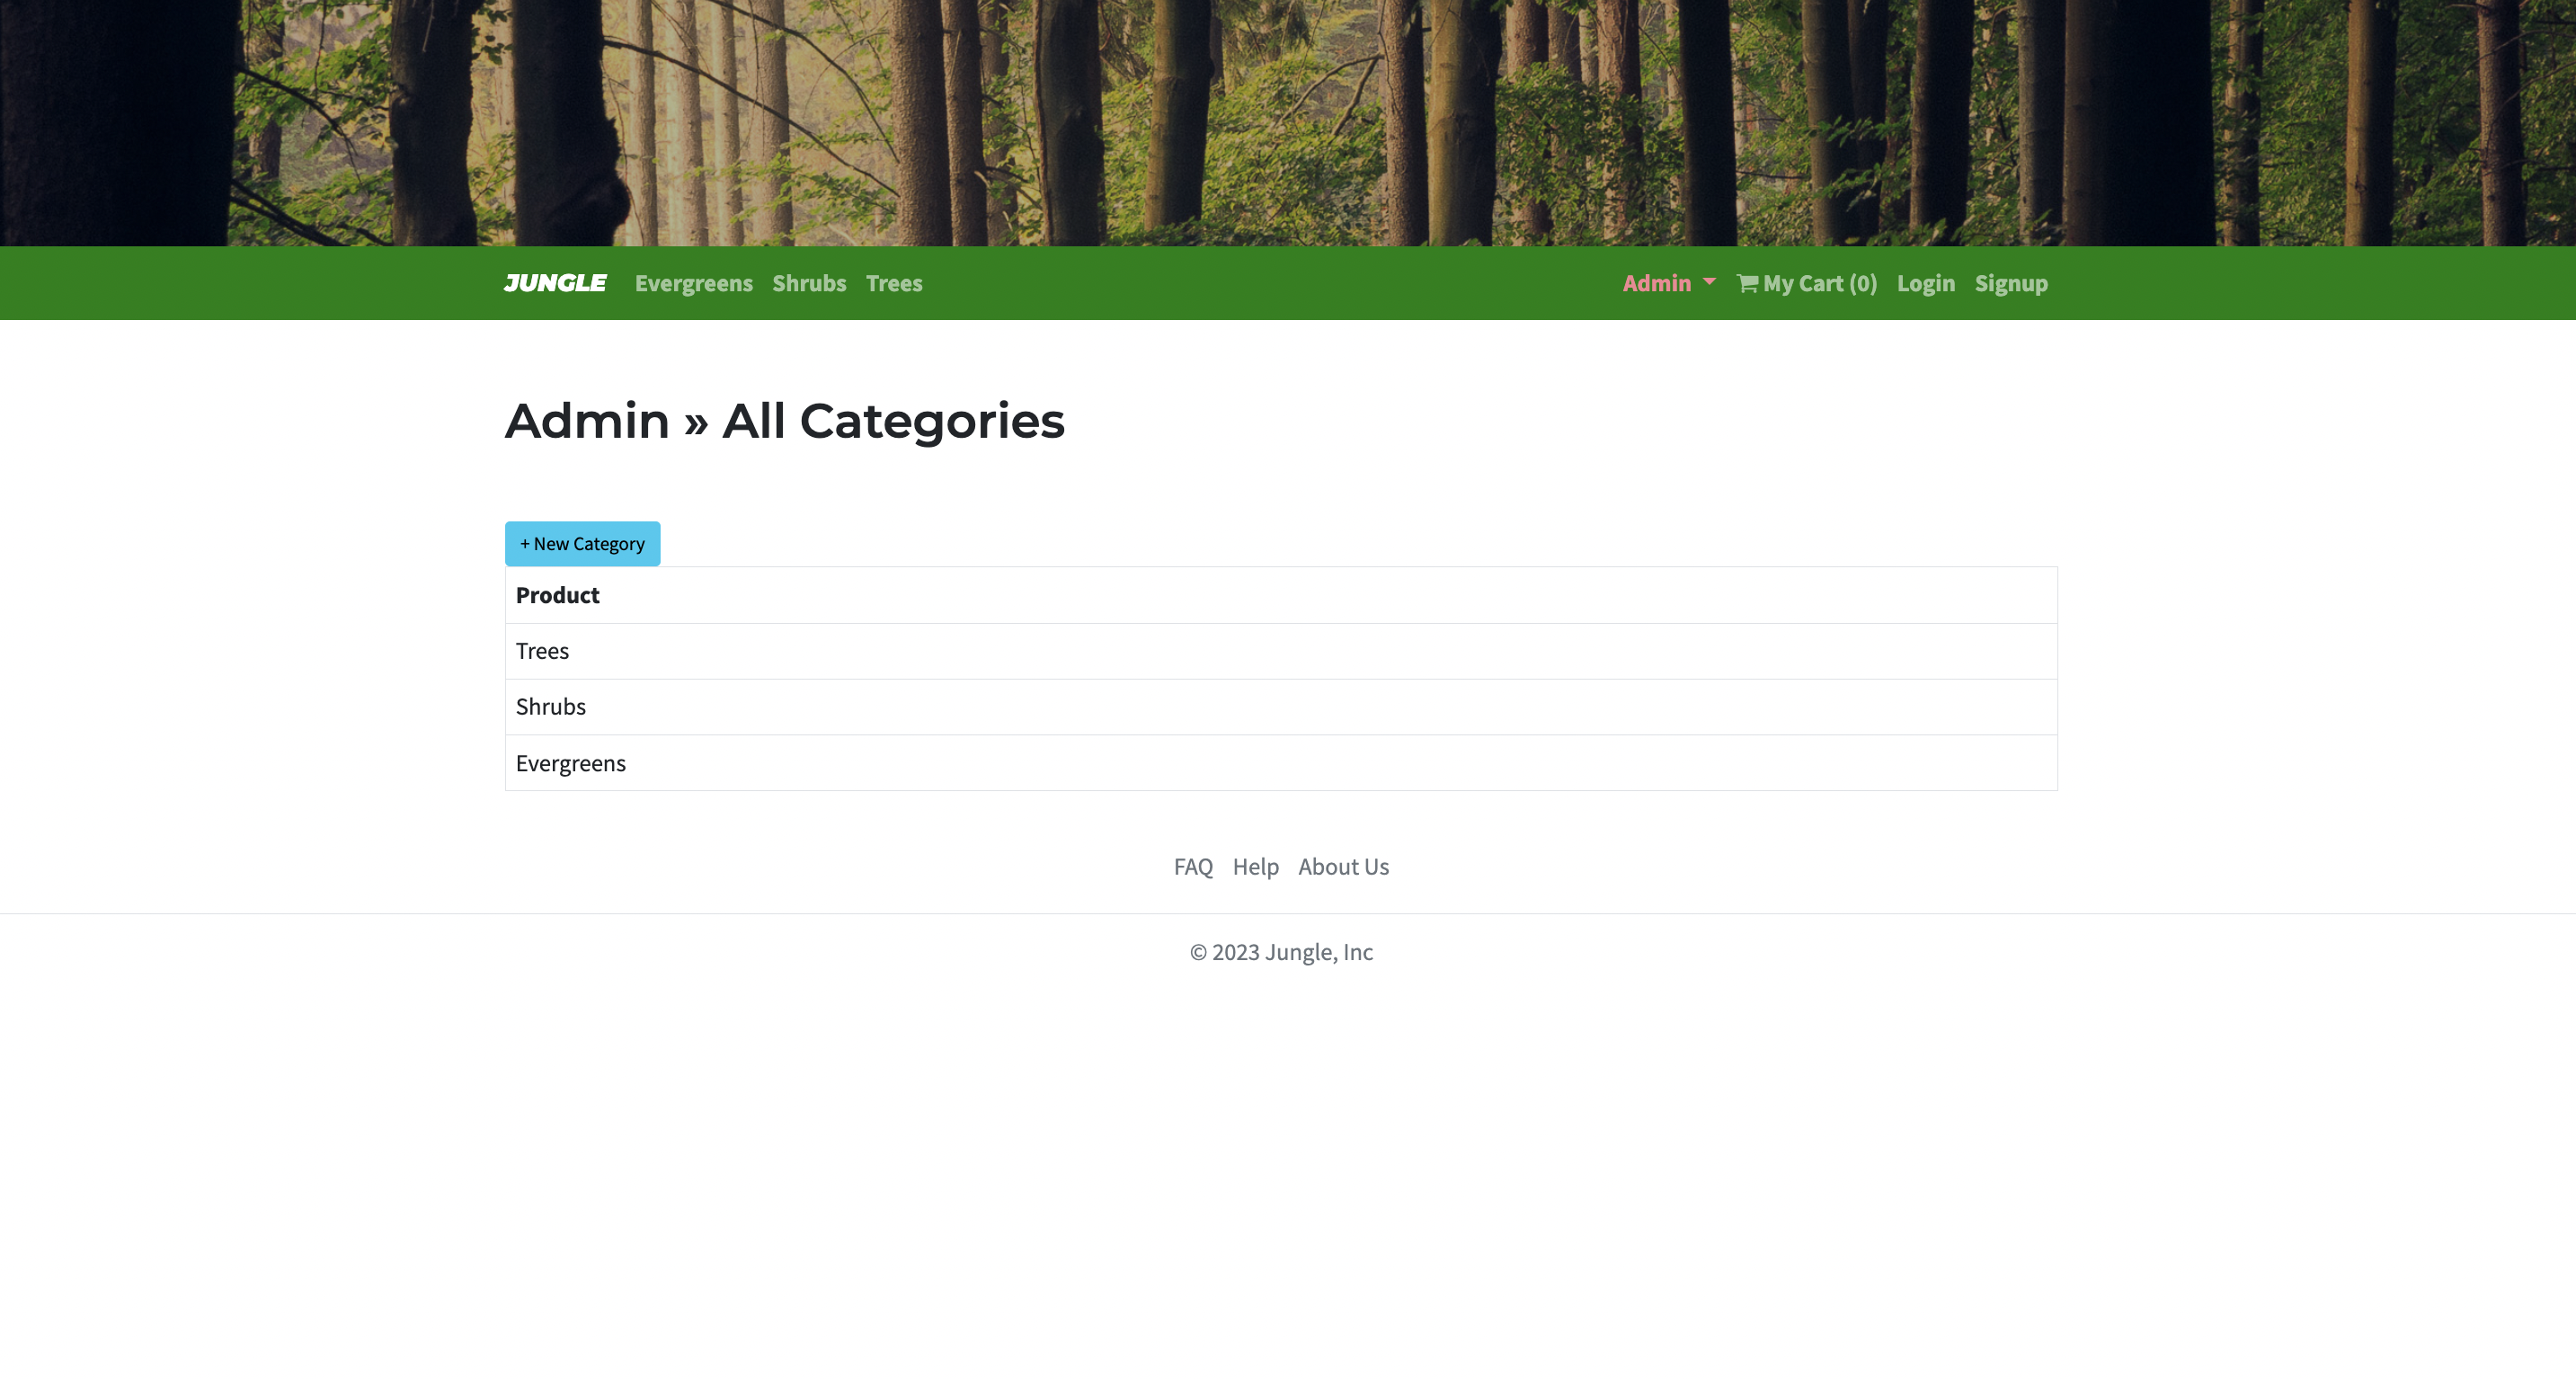 JUNGLE Evergreens Shrubs Trees Admin My Cart (0) Login Signup
Admin » All Categories
+ New Category
Product
Trees
Shrubs
Evergreens
FAQ Help About Us
© 2023 Jungle, Inc